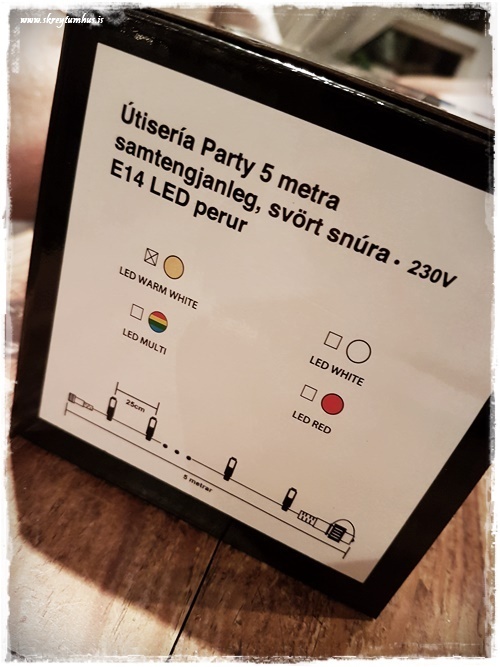 www.skreytumhus.is
Útisería Party 5 metra
samtengjanleg, svört snúra . 230V
E14 LED perur
LED WARM WHITE
LED MULTI
LED WHITE
LED RED
25cm
5 metrar